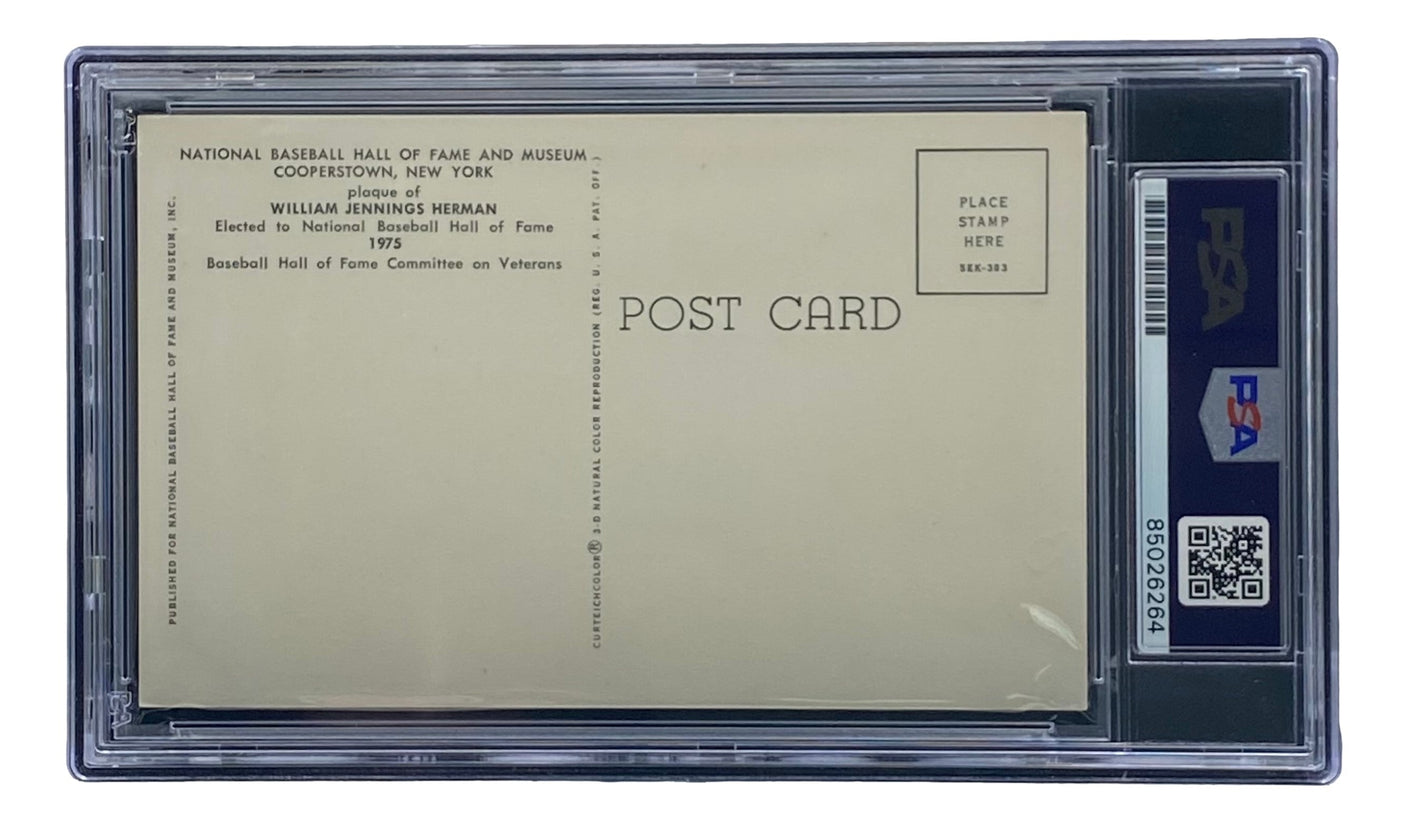 NATIONAL BASEBALL HALL OF FAME AND MUSEUM
COOPERSTOWN, NEW YORK
plaque of
WILLIAM JENNINGS HERMAN
Elected to National Baseball Hall of Fame
1975
Baseball Hall of Fame Committee on Veterans
PUBLISHED FOR NATIONAL BASEBALL HALL OF FAME AND MUSEUM, INC.
CURTEICHCOLOR® 3-D NATURAL COLOR REPRODUCTION (REG. U. S. A. PAT. OFF.)
POST CARD
PLACE
STAMP
HERE
5EK-303
PSA
PSA
85026264